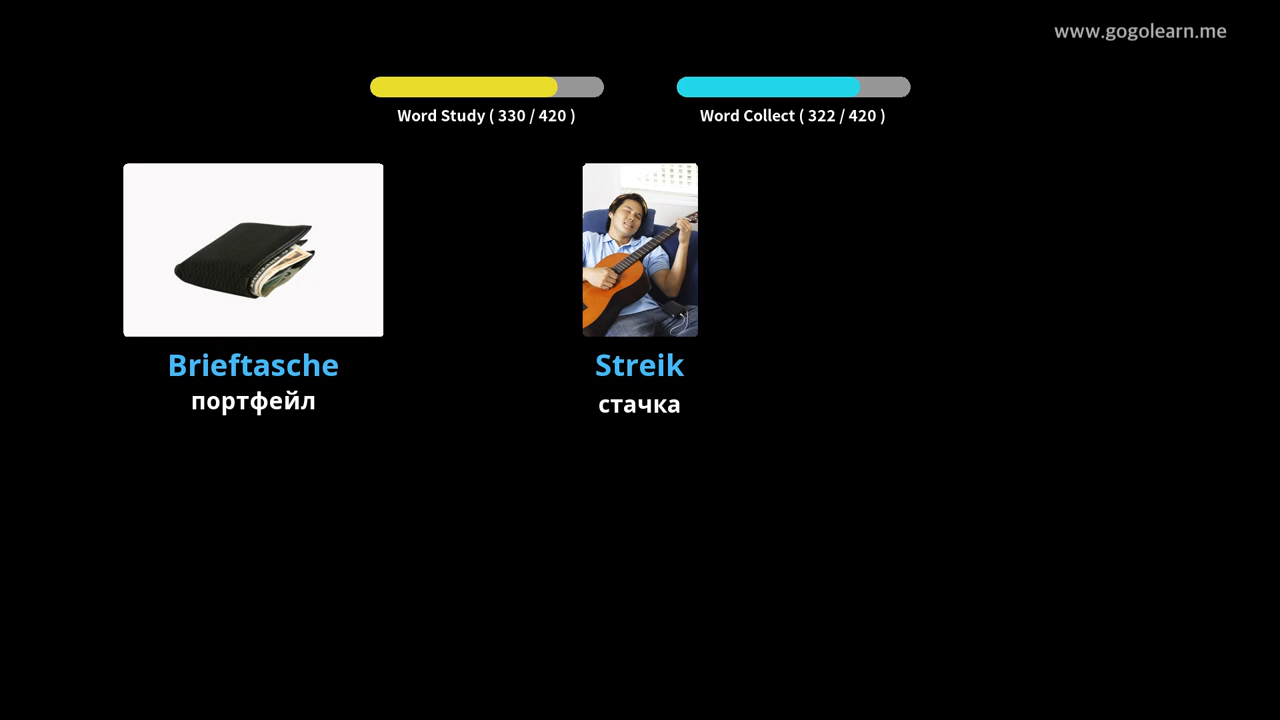 www.gogolearn.me
Word Study ( 330 / 420 )
Word Collect ( 322 / 420 )
Brieftasche
портфейл
Streik
стачка